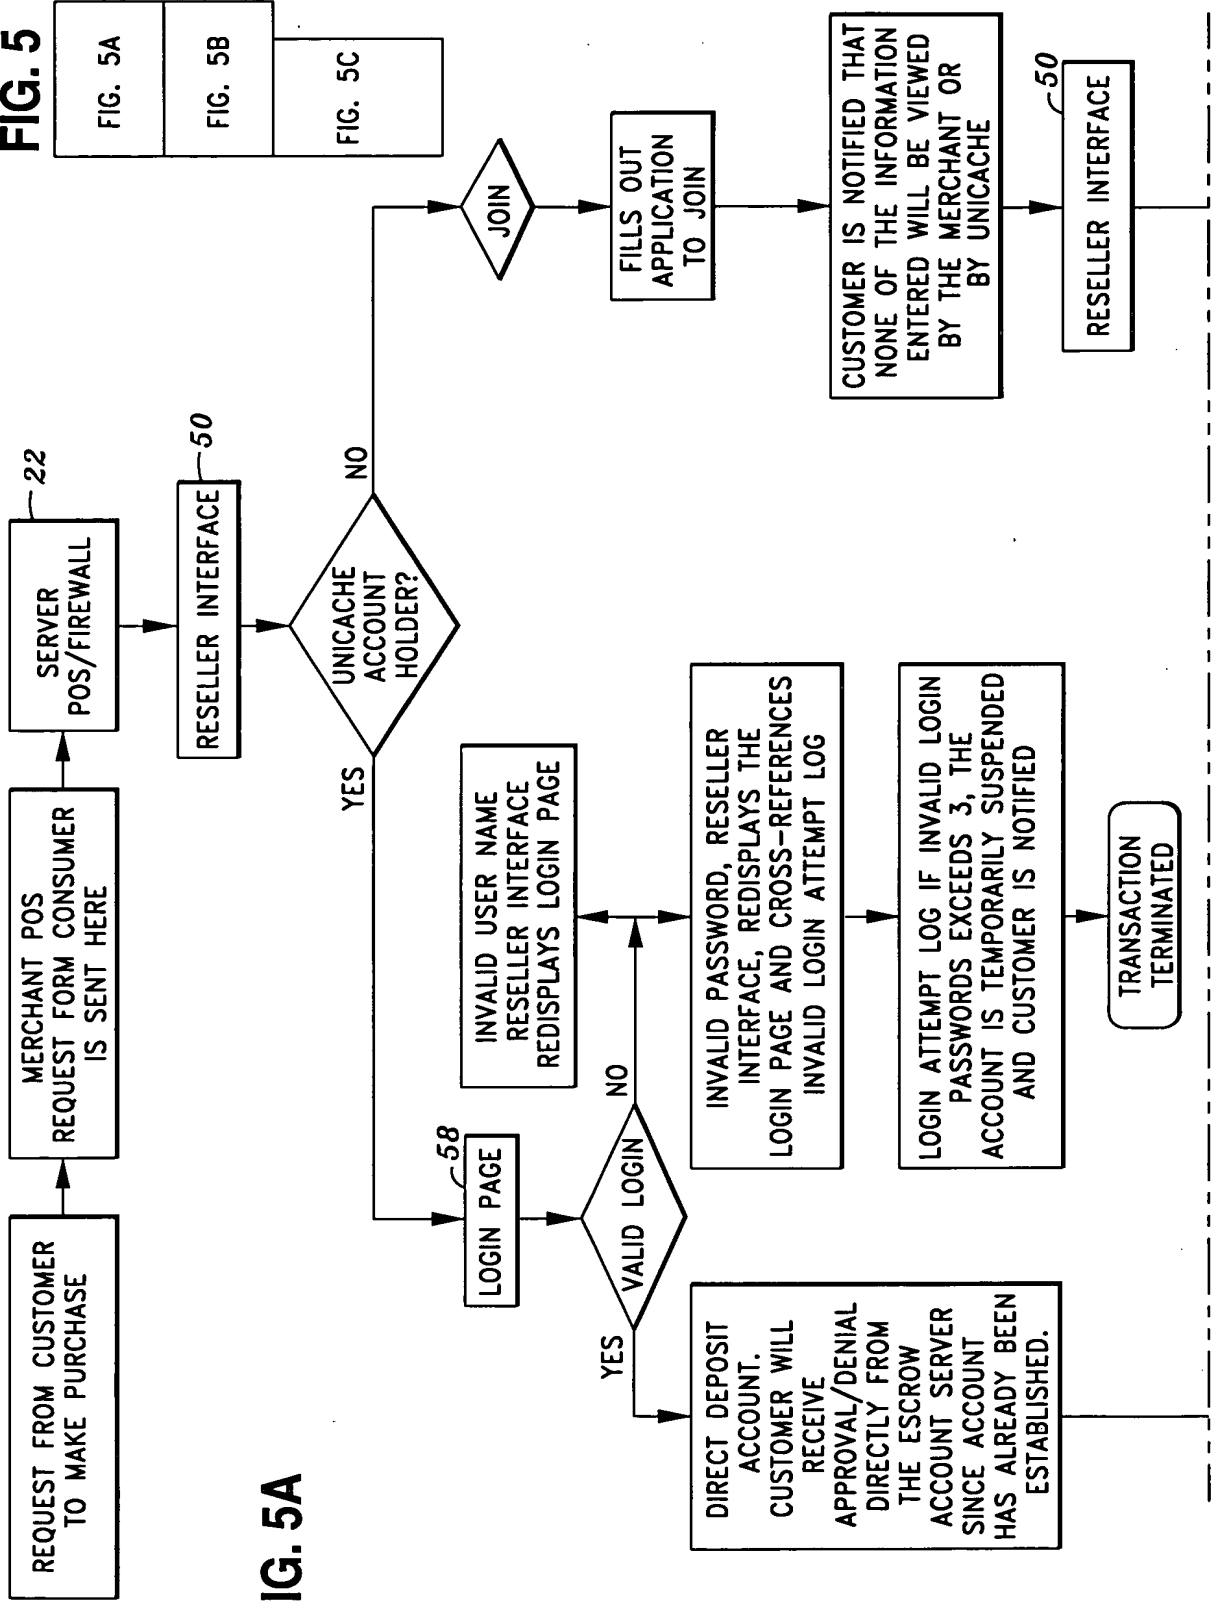 FIG. 5
FIG. 5A
FIG. 5B
FIG. 5C
REQUEST FROM CUSTOMER
TO MAKE PURCHASE
MERCHANT POS
REQUEST FORM CONSUMER
IS SENT HERE
SERVER
POS/FIREWALL
22
RESELLER INTERFACE
50
UNICACHE
ACCOUNT
HOLDER?
YES
NO
JOIN
FILLS OUT
APPLICATION
TO JOIN
CUSTOMER IS NOTIFIED THAT
NONE OF THE INFORMATION
ENTERED WILL BE VIEWED
BY THE MERCHANT OR
BY UNICACHE
50
RESELLER INTERFACE
IG. 5A
LOGIN PAGE
58
VALID LOGIN
NO
YES
INVALID USER NAME
RESELLER INTERFACE
REDISPLAYS LOGIN PAGE
INVALID PASSWORD, RESELLER
INTERFACE, REDISPLAYS THE
LOGIN PAGE AND CROSS-REFERENCES
INVALID LOGIN ATTEMPT LOG
LOGIN ATTEMPT LOG IF INVALID LOGIN
PASSWORDS EXCEEDS 3, THE
ACCOUNT IS TEMPORARILY SUSPENDED
AND CUSTOMER IS NOTIFIED
TRANSACTION
TERMINATED
DIRECT DEPOSIT
ACCOUNT.
CUSTOMER WILL
RECEIVE
APPROVAL/DENIAL
DIRECTLY FROM
THE ESCROW
ACCOUNT SERVER
SINCE ACCOUNT
HAS ALREADY BEEN
ESTABLISHED.